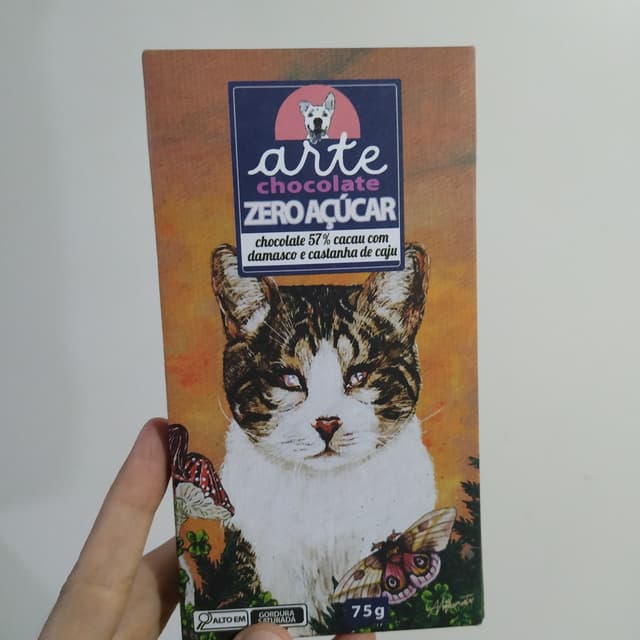 arte
chocolate
ZERO AÇÚCAR
chocolate 57% cacau com
damasco e castanha de caju
ALTO EM
GORDURA
SATURADA
75g